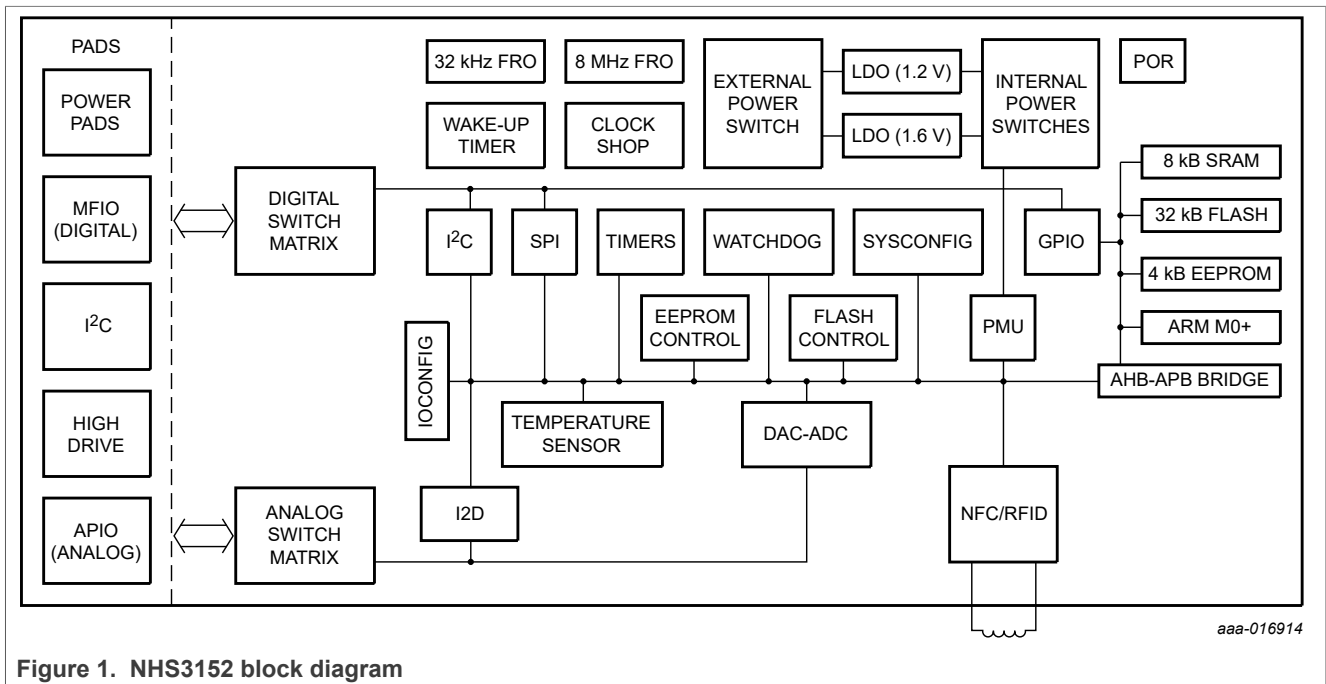 PADS
POWER
PADS
MFIO
(DIGITAL)
I²C
HIGH
DRIVE
APIO
(ANALOG)
32 kHz FRO
8 MHz FRO
WAKE-UP
TIMER
CLOCK
SHOP
EXTERNAL
POWER
SWITCH
LDO (1.2 V)
LDO (1.6 V)
INTERNAL
POWER
SWITCHES
POR
DIGITAL
SWITCH
MATRIX
I²C
SPI
TIMERS
WATCHDOG
SYSCONFIG
GPIO
8 kB SRAM
32 kB FLASH
4 kB EEPROM
ARM M0+
AHB-APB BRIDGE
IOCONFIG
EEPROM
CONTROL
FLASH
CONTROL
PMU
TEMPERATURE
SENSOR
DAC-ADC
ANALOG
SWITCH
MATRIX
I2D
NFC/RFID
aaa-016914
Figure 1. NHS3152 block diagram